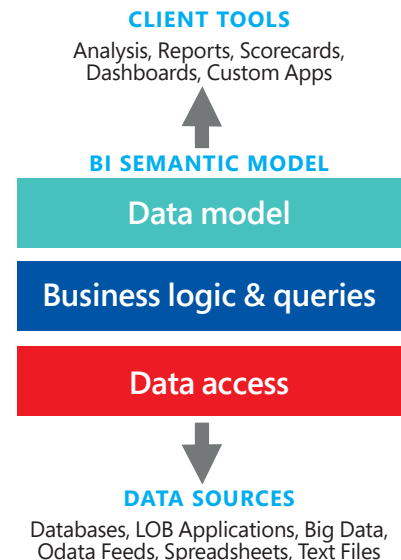 CLIENT TOOLS
Analysis, Reports, Scorecards,
Dashboards, Custom Apps
BI SEMANTIC MODEL
Data model
Business logic & queries
Data access
DATA SOURCES
Databases, LOB Applications, Big Data,
Odata Feeds, Spreadsheets, Text Files